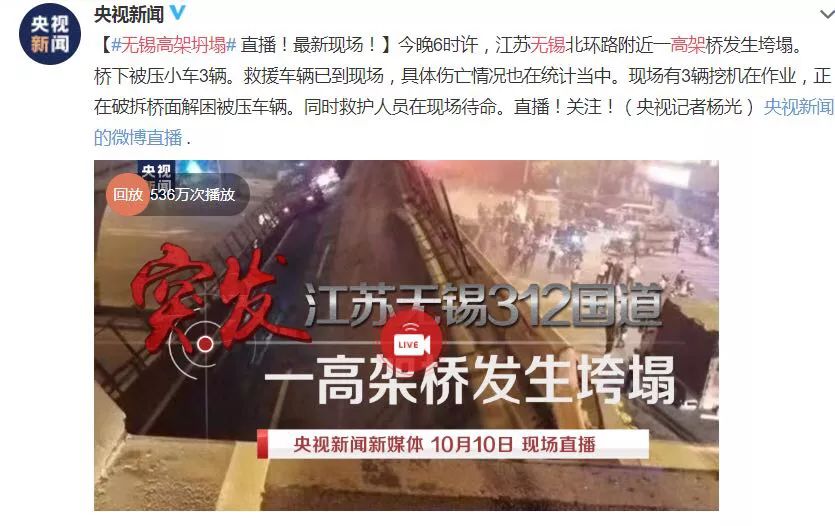 央视新闻
央视
新闻
【#无锡高架坍塌# 直播！最新现场！】今晚6时许，江苏无锡北环路附近一高架桥发生垮塌。
桥下被压小车3辆。救援车辆已到现场，具体伤亡情况也在统计当中。现场有3辆挖机在作业，正
在破拆桥面解困被压车辆。同时救护人员在现场待命。直播！关注！（央视记者杨光）央视新闻
的微博直播 .
央视
回放 536万次播放
突发
江苏无锡312国道
LIVE
一高架桥发生垮塌
央视新闻新媒体 10月10日 现场直播